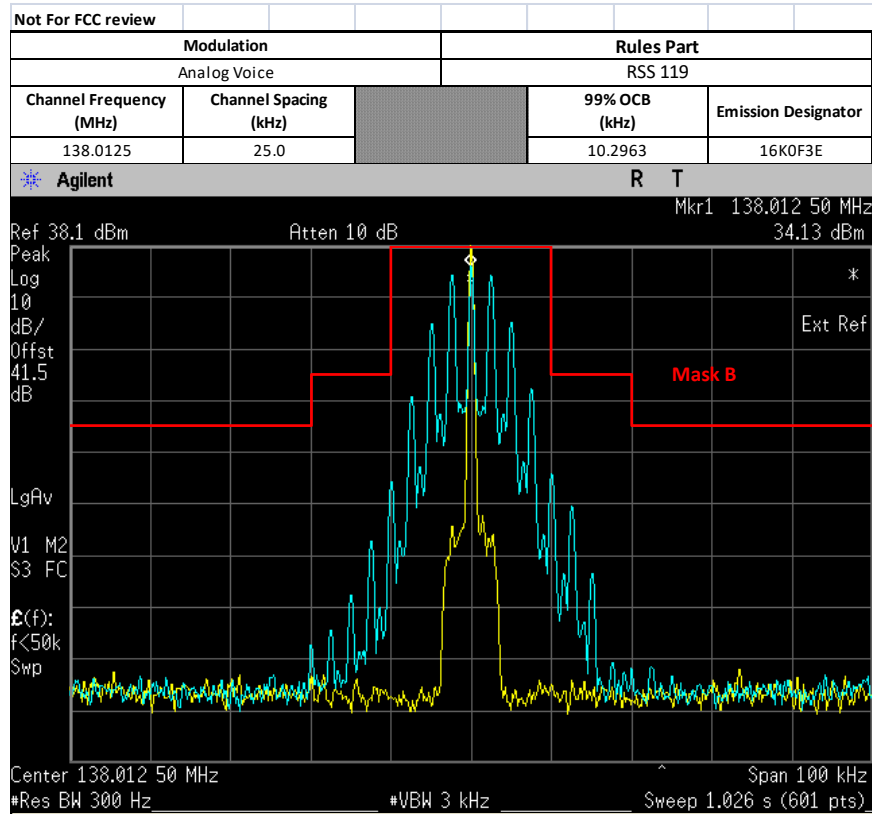 Not For FCC review
Modulation Rules Part
Analog Voice RSS 119
Channel Frequency (MHz) Channel Spacing (kHz) 99% OCB (kHz) Emission Designator
138.0125 25.0 10.2963 16K0F3E
Agilent R T
Mkr1 138.012 50 MHz
Ref 38.1 dBm Atten 10 dB 34.13 dBm
Peak
Log
10
dB/
Offst
41.5
dB
*
Ext Ref
Mask B
LgAv
V1 M2
S3 FC
£(f):
f<50k
Swp
Center 138.012 50 MHz ^ Span 100 kHz
#Res BW 300 Hz #VBW 3 kHz Sweep 1.026 s (601 pts)